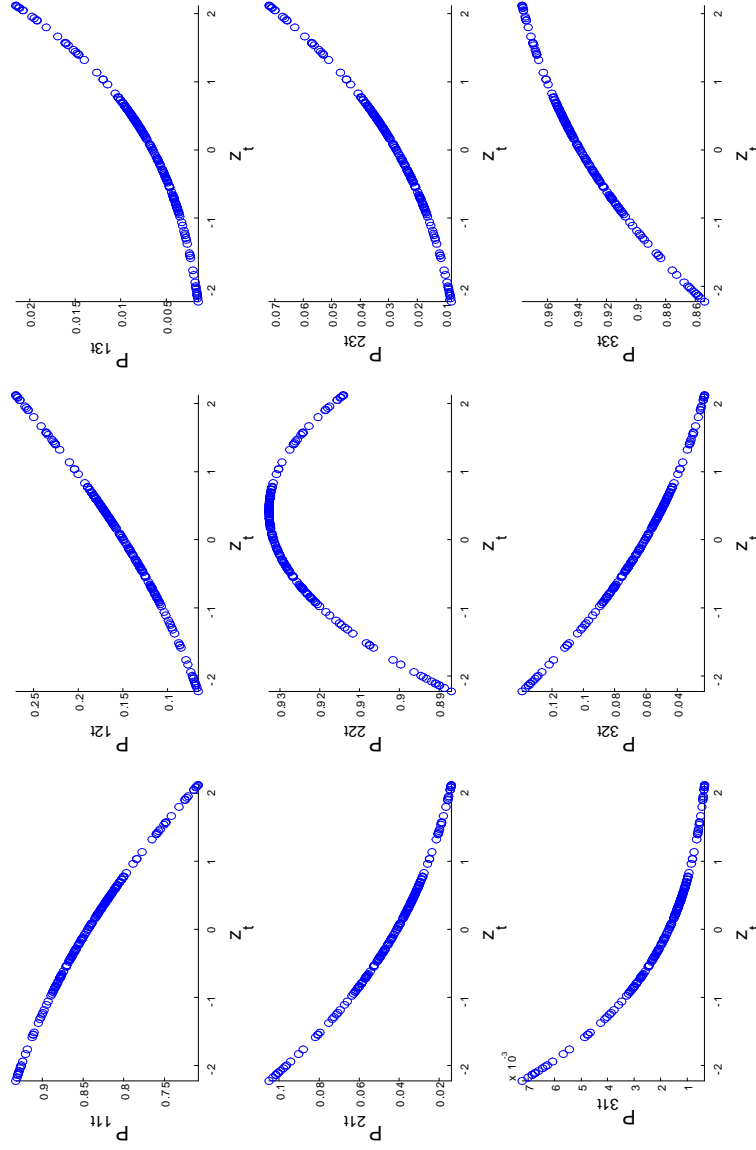 P11t
0.9
0.85
0.8
0.75
-2 -1 0 1 2
zt
P12t
0.25
0.2
0.15
0.1
-2 -1 0 1 2
zt
P13t
0.02
0.015
0.01
0.005
-2 -1 0 1 2
zt
P21t
0.1
0.08
0.06
0.04
0.02
-2 -1 0 1 2
zt
P22t
0.93
0.92
0.91
0.9
0.89
-2 -1 0 1 2
zt
P23t
0.07
0.06
0.05
0.04
0.03
0.02
0.01
-2 -1 0 1 2
zt
P31t
x 10-3
7
6
5
4
3
2
1
-2 -1 0 1 2
zt
P32t
0.12
0.1
0.08
0.06
0.04
-2 -1 0 1 2
zt
P33t
0.96
0.94
0.92
0.9
0.88
0.86
-2 -1 0 1 2
zt